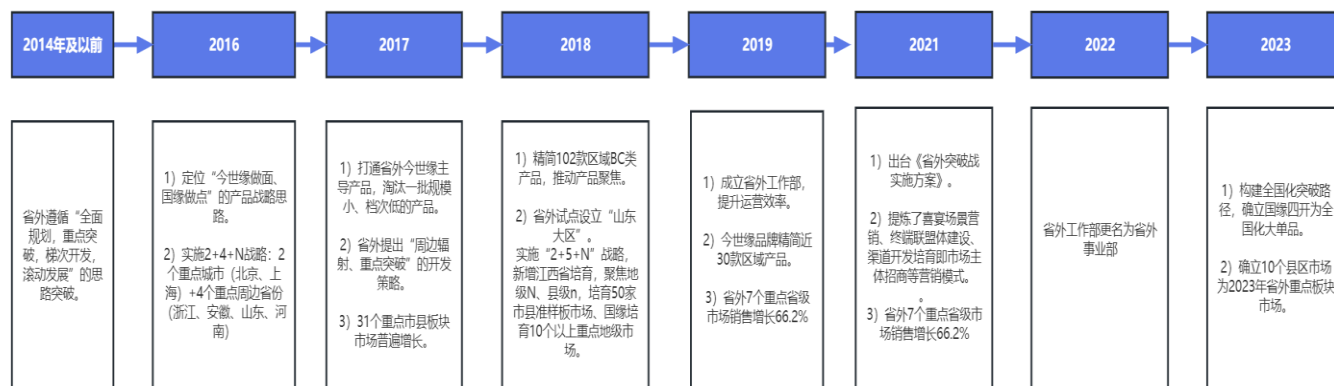 2014年及以前
2016
2017
2018
2019
2021
2022
2023
省外遵循“全面
规划，重点突
破，梯次开发，
滚动发展”的思
路突破。
1）定位“今世缘做面、
国缘做点”的产品战略思
路。
2）实施2+4+N战略：2
个重点城市（北京、上
海）+4个重点周边省份
（浙江、安徽、山东、河
南）
1）打通省外今世缘主
导产品，淘汰一批规模
小、档次低的产品。
2）省外提出“周边辐
射、重点突破”的开发
策略。
3）31个重点市县板块
市场普遍增长。
1）精简102款区域BC类
产品，推动产品聚焦。
2）省外试点设立“山东
大区”。
实施“2+5+N”战略，
新增江西省培育，聚焦地
级N、县级n，培育50家
市县准样板市场、国缘培
育10个以上重点地级市
场。
1）成立省外工作部，
提升运营效率。
2）今世缘品牌精简近
30款区域产品。
3）省外7个重点省级
市场销售增长66.2%
1）出台《省外突破战
实施方案》。
2）提炼了喜宴场景营
销、终端联盟体建设、
渠道开发培育即市场主
体招商等营销模式。
。
3）省外7个重点省级市
场销售增长66.2%
省外工作部更名为省外
事业部
1）构建全国化突破路
径，确立国缘四开为全
国化大单品。
2）确立10个县区市场
为2023年省外重点板块
市场。